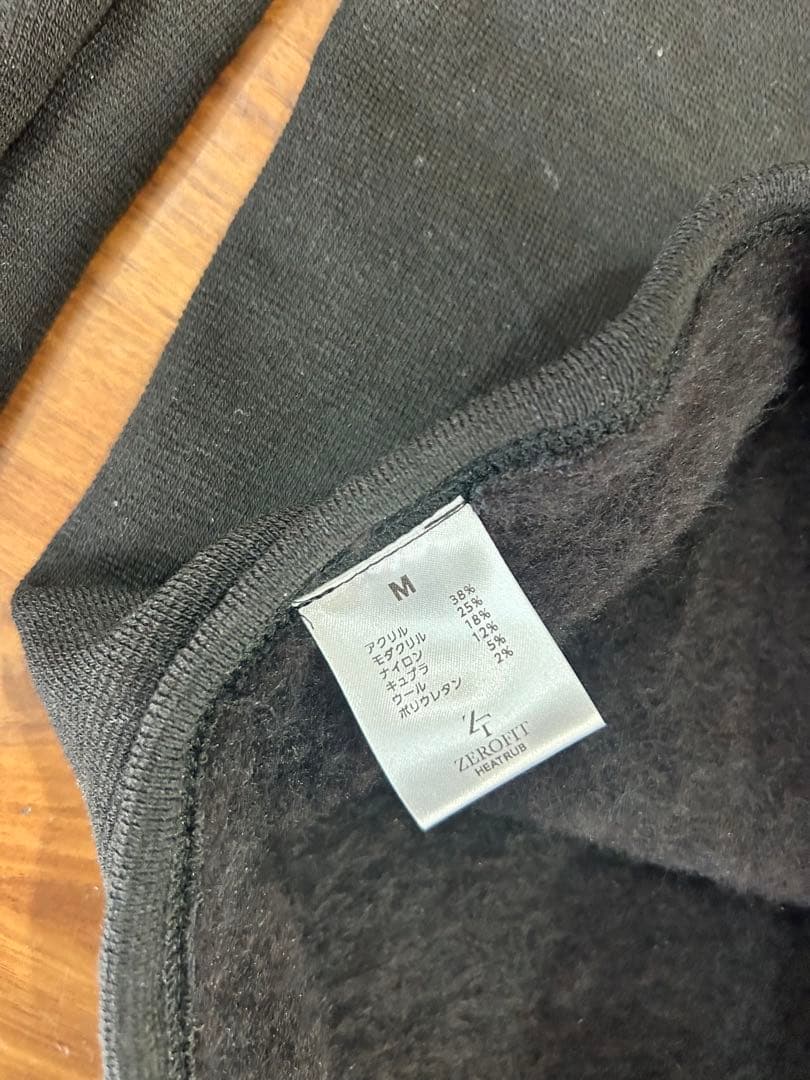 M
アクリル 38%
モダクリル 25%
ナイロン 18%
キュプラ 12%
ウール 5%
ポリウレタン 2%
ZEROFIT
HEATRUB